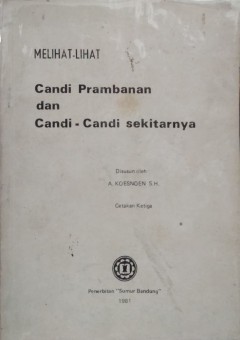 MELIHAT-LIHAT
Candi Prambanan
dan
Candi - Candi sekitarnya
Disusun oleh
A. KOESNOEN S.H.
Cetakan Ketiga
Penerbitan "Sumur Bandung"
1981